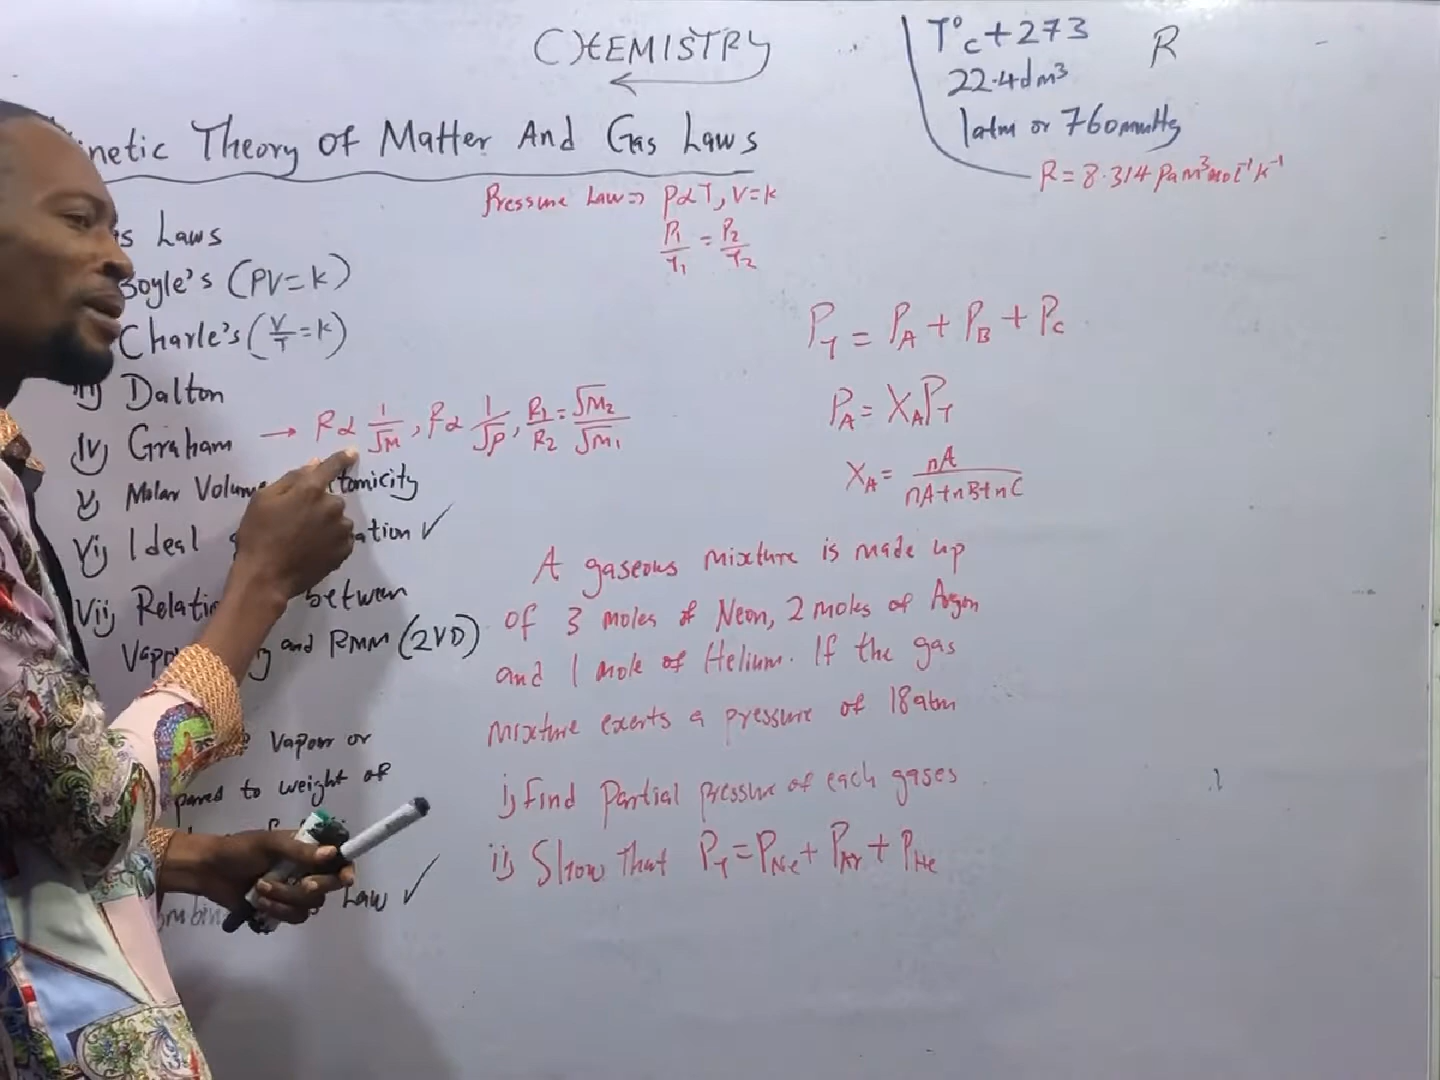 CHEMISTRY
T°c+273
R
22.4dm³
1atm or 760mmHg
R = 8.314 Pam³mol⁻¹K⁻¹
inetic Theory Of Matter And Gas Laws
Pressure Law => P∝T, V=K
P₁/T₁ = P₂/T₂
s Laws
Boyle's (PV=K)
Charle's (V/T=K)
iii) Dalton
iv) Graham → R∝ 1/√M, R∝ 1/√ρ, R₁/R₂ = √M₂/√M₁
v) Molar Volume tomicity
vi) Ideal ation ✓
vii) Relati between
Vap y and RMM (2VD)
Vapour or
pared to weight of
ombin Law ✓
P_T = P_A + P_B + P_C
P_A = X_A P_T
X_A = nA/nA+nB+nC
A gaseous mixture is made up
of 3 moles of Neon, 2 moles of Argon
and 1 mole of Helium. If the gas
mixture exerts a pressure of 18atm
i) Find Partial Pressure of each gases
ii) Show that P_T = P_Ne + P_Ar + P_He